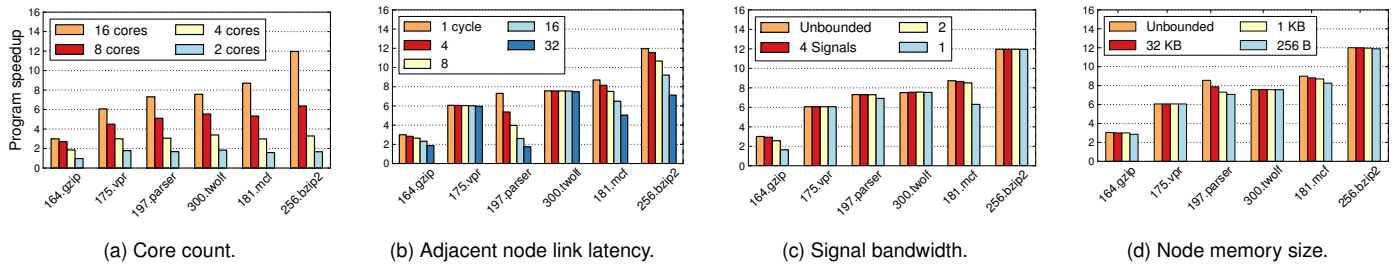 Program speedup
16
14
12
10
8
6
4
2
0
16 cores
8 cores
4 cores
2 cores
164.gzip
175.vpr
197.parser
300.twolf
181.mcf
256.bzip2
(a) Core count.
16
14
12
10
8
6
4
2
0
1 cycle
4
8
16
32
164.gzip
175.vpr
197.parser
300.twolf
181.mcf
256.bzip2
(b) Adjacent node link latency.
16
14
12
10
8
6
4
2
0
Unbounded
4 Signals
2
1
164.gzip
175.vpr
197.parser
300.twolf
181.mcf
256.bzip2
(c) Signal bandwidth.
16
14
12
10
8
6
4
2
0
Unbounded
32 KB
1 KB
256 B
164.gzip
175.vpr
197.parser
300.twolf
181.mcf
256.bzip2
(d) Node memory size.